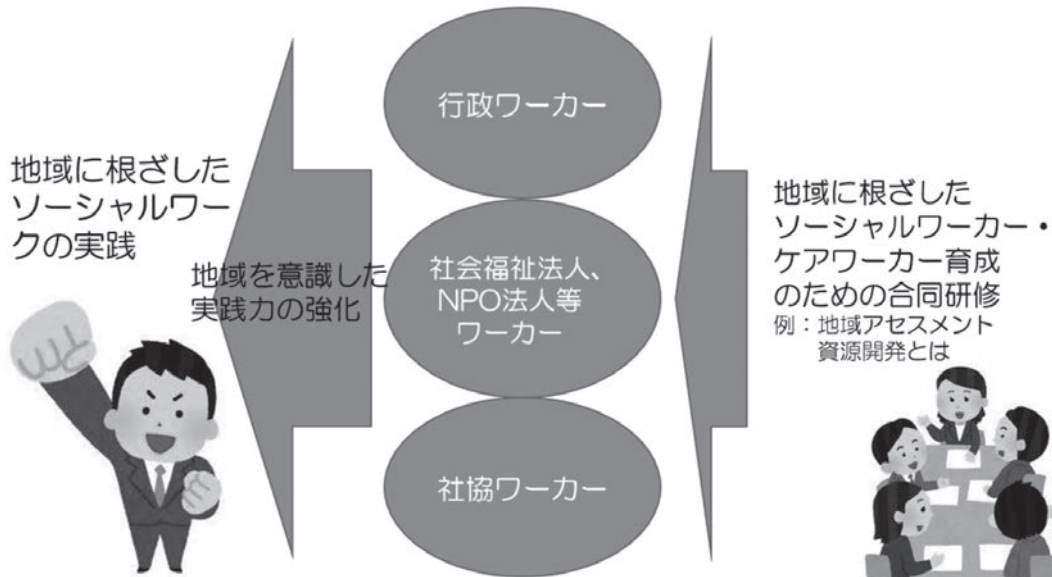 地域に根ざした
ソーシャルワー
クの実践
地域を意識した
実践力の強化
行政ワーカー
社会福祉法人、
NPO法人等
ワーカー
社協ワーカー
地域に根ざした
ソーシャルワーカー・
ケアワーカー育成
のための合同研修
例：地域アセスメント
資源開発とは